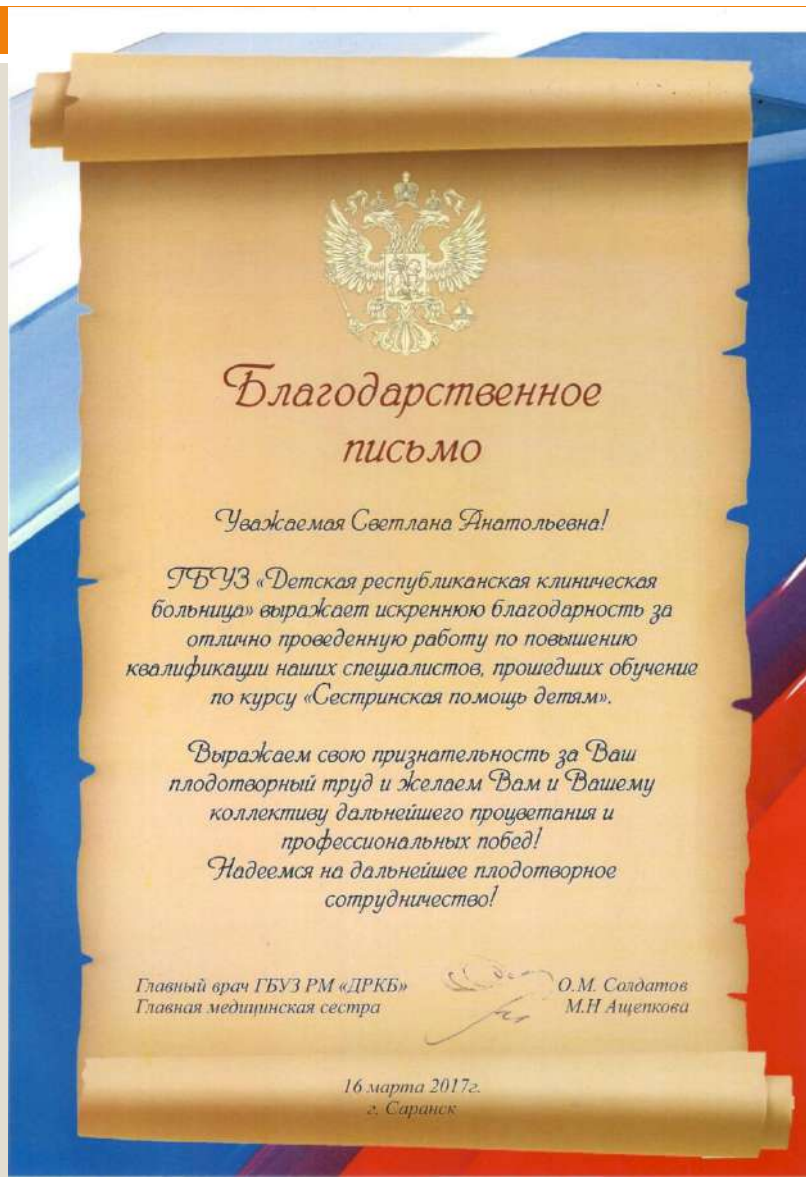 Благодарственное
письмо
Уважаемая Светлана Анатольевна!
ГБУЗ «Детская республиканская клиническая
больница» выражает искреннюю благодарность за
отлично проведенную работу по повышению
квалификации наших специалистов, прошедших обучение
по курсу «Сестринская помощь детям».
Выражаем свою признательность за Ваш
плодотворный труд и желаем Вам и Вашему
коллективу дальнейшего процветания и
профессиональных побед!
Надеемся на дальнейшее плодотворное
сотрудничество!
Главный врач ГБУЗ РМ «ДРКБ» О.М. Солдатов
Главная медицинская сестра М.Н Ащепкова
16 марта 2017г.
г. Саранск